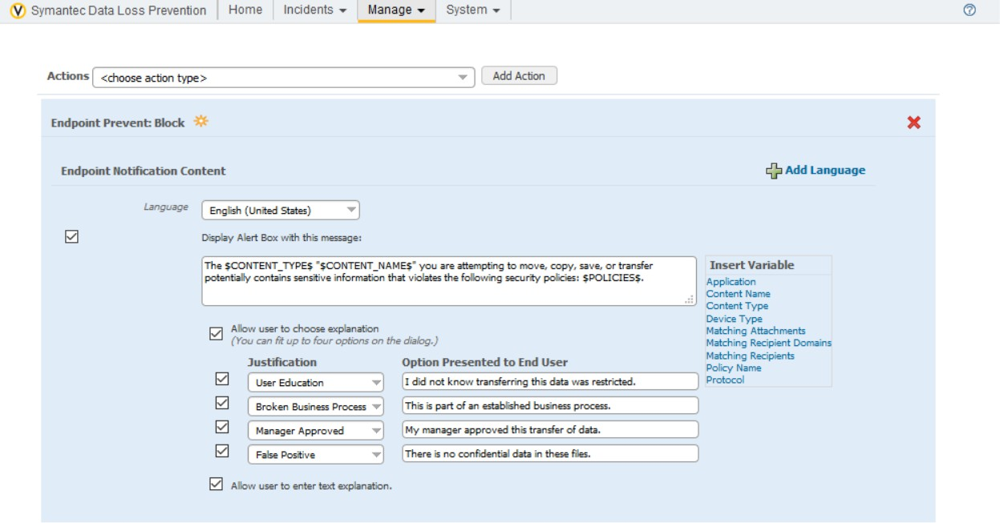 Symantec Data Loss Prevention Home Incidents Manage System ?
Actions <choose action type> Add Action
Endpoint Prevent: Block
Endpoint Notification Content Add Language
Language English (United States)
Display Alert Box with this message:
The $CONTENT_TYPE$ "$CONTENT_NAME$" you are attempting to move, copy, save, or transfer
potentially contains sensitive information that violates the following security policies: $POLICIES$.
Insert Variable
Application
Content Name
Content Type
Device Type
Matching Attachments
Matching Recipient Domains
Matching Recipients
Policy Name
Protocol
Allow user to choose explanation
(You can fit up to four options on the dialog.)
Justification Option Presented to End User
User Education I did not know transferring this data was restricted.
Broken Business Process This is part of an established business process.
Manager Approved My manager approved this transfer of data.
False Positive There is no confidential data in these files.
Allow user to enter text explanation.